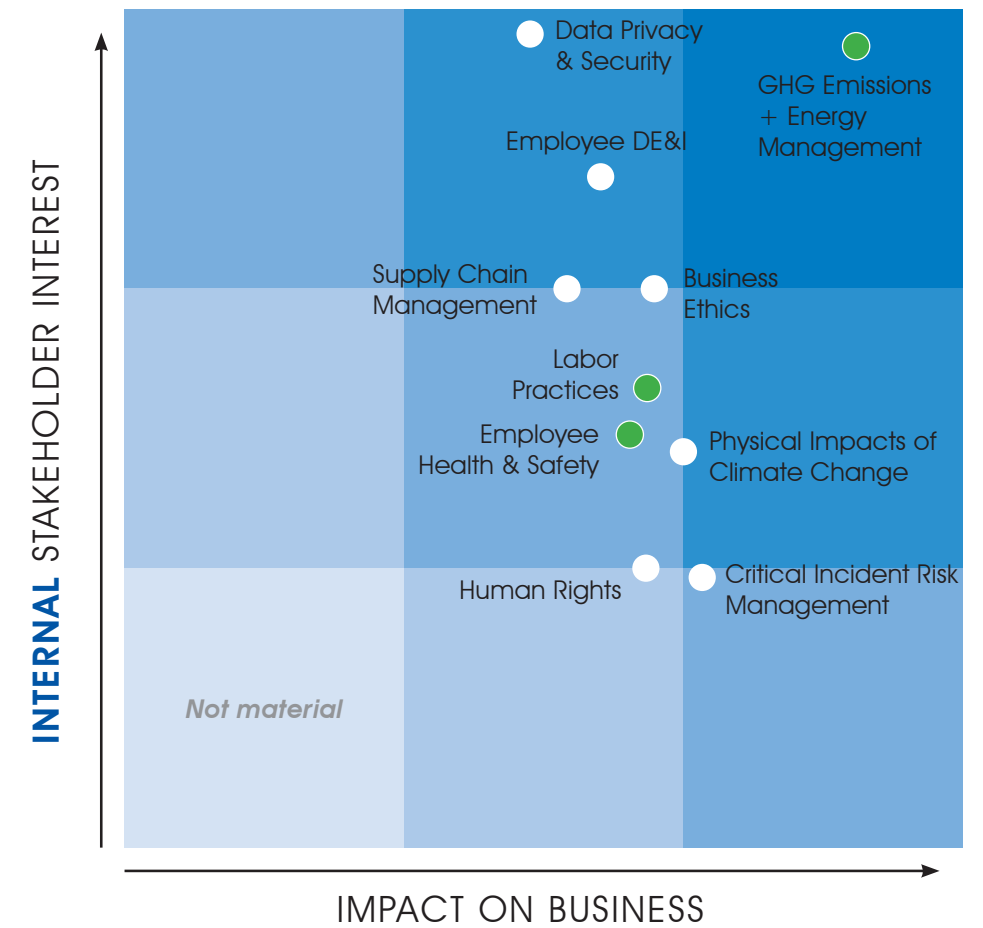 INTERNAL STAKEHOLDER INTEREST
Data Privacy
& Security
GHG Emissions
+ Energy
Management
Employee DE&I
Supply Chain
Management
Business
Ethics
Labor
Practices
Employee
Health & Safety
Physical Impacts of
Climate Change
Human Rights
Critical Incident Risk
Management
Not material
IMPACT ON BUSINESS